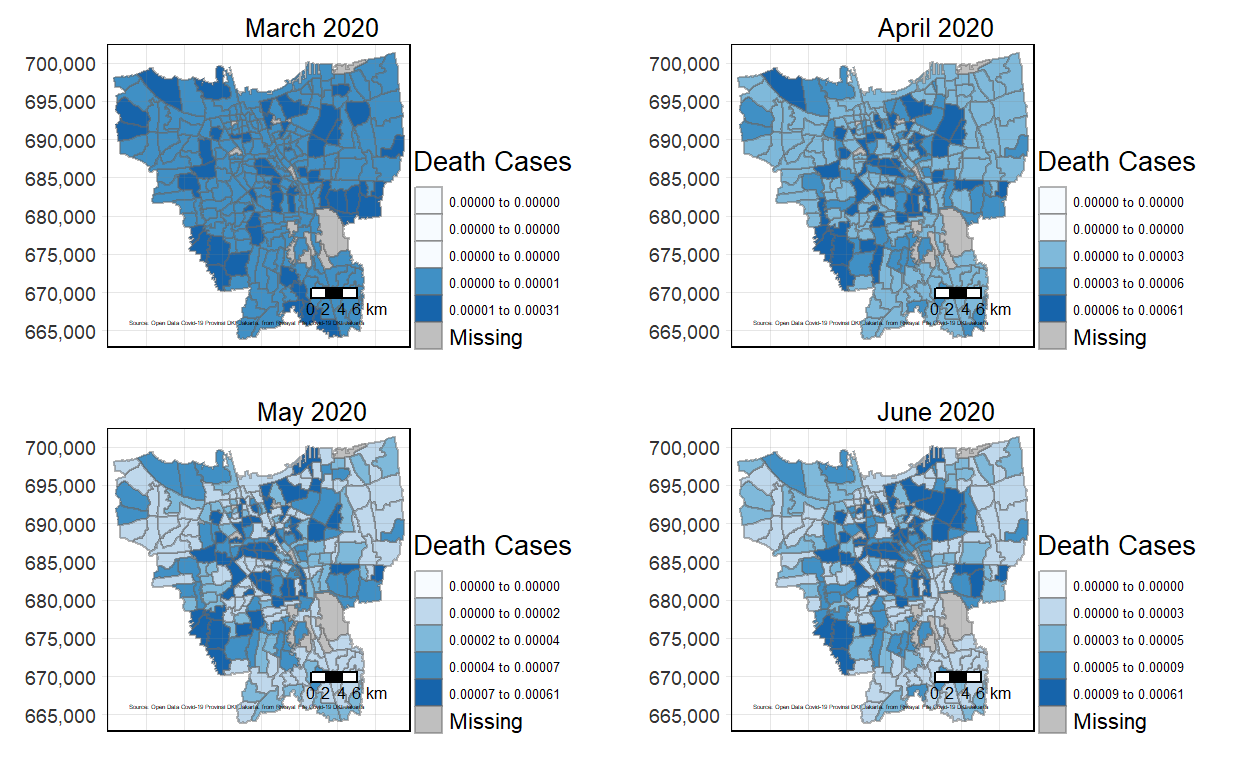 March 2020
700,000
695,000
690,000
685,000
680,000
675,000
670,000
665,000
Death Cases
0.00000 to 0.00000
0.00000 to 0.00000
0.00000 to 0.00000
0.00000 to 0.00001
0.00001 to 0.00031
Missing
0 2 4 6 km
Source. Open Data Covid-19 Provinsi DKI Jakarta. from Riwayat File Covid-19 DKI Jakarta
April 2020
700,000
695,000
690,000
685,000
680,000
675,000
670,000
665,000
Death Cases
0.00000 to 0.00000
0.00000 to 0.00000
0.00000 to 0.00003
0.00003 to 0.00006
0.00006 to 0.00061
Missing
0 2 4 6 km
Source. Open Data Covid-19 Provinsi DKI Jakarta. from Riwayat File Covid-19 DKI Jakarta
May 2020
700,000
695,000
690,000
685,000
680,000
675,000
670,000
665,000
Death Cases
0.00000 to 0.00000
0.00000 to 0.00002
0.00002 to 0.00004
0.00004 to 0.00007
0.00007 to 0.00061
Missing
0 2 4 6 km
Source. Open Data Covid-19 Provinsi DKI Jakarta. from Riwayat File Covid-19 DKI Jakarta
June 2020
700,000
695,000
690,000
685,000
680,000
675,000
670,000
665,000
Death Cases
0.00000 to 0.00000
0.00000 to 0.00003
0.00003 to 0.00005
0.00005 to 0.00009
0.00009 to 0.00061
Missing
0 2 4 6 km
Source. Open Data Covid-19 Provinsi DKI Jakarta. from Riwayat File Covid-19 DKI Jakarta